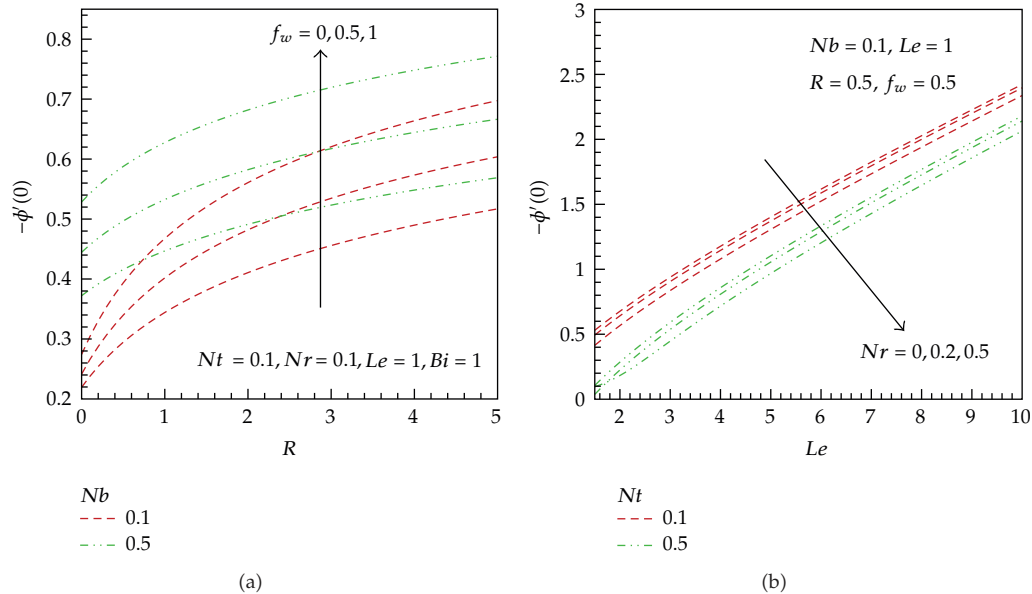 0.8
0.7
0.6
0.5
0.4
0.3
0.2
−ϕ′(0)
f_w = 0, 0.5, 1
Nt = 0.1, Nr = 0.1, Le = 1, Bi = 1
0 1 2 3 4 5
R
Nb
0.1
0.5
(a)
3
2.5
2
1.5
1
0.5
0
−ϕ′(0)
Nb = 0.1, Le = 1
R = 0.5, f_w = 0.5
Nr = 0, 0.2, 0.5
2 3 4 5 6 7 8 9 10
Le
Nt
0.1
0.5
(b)